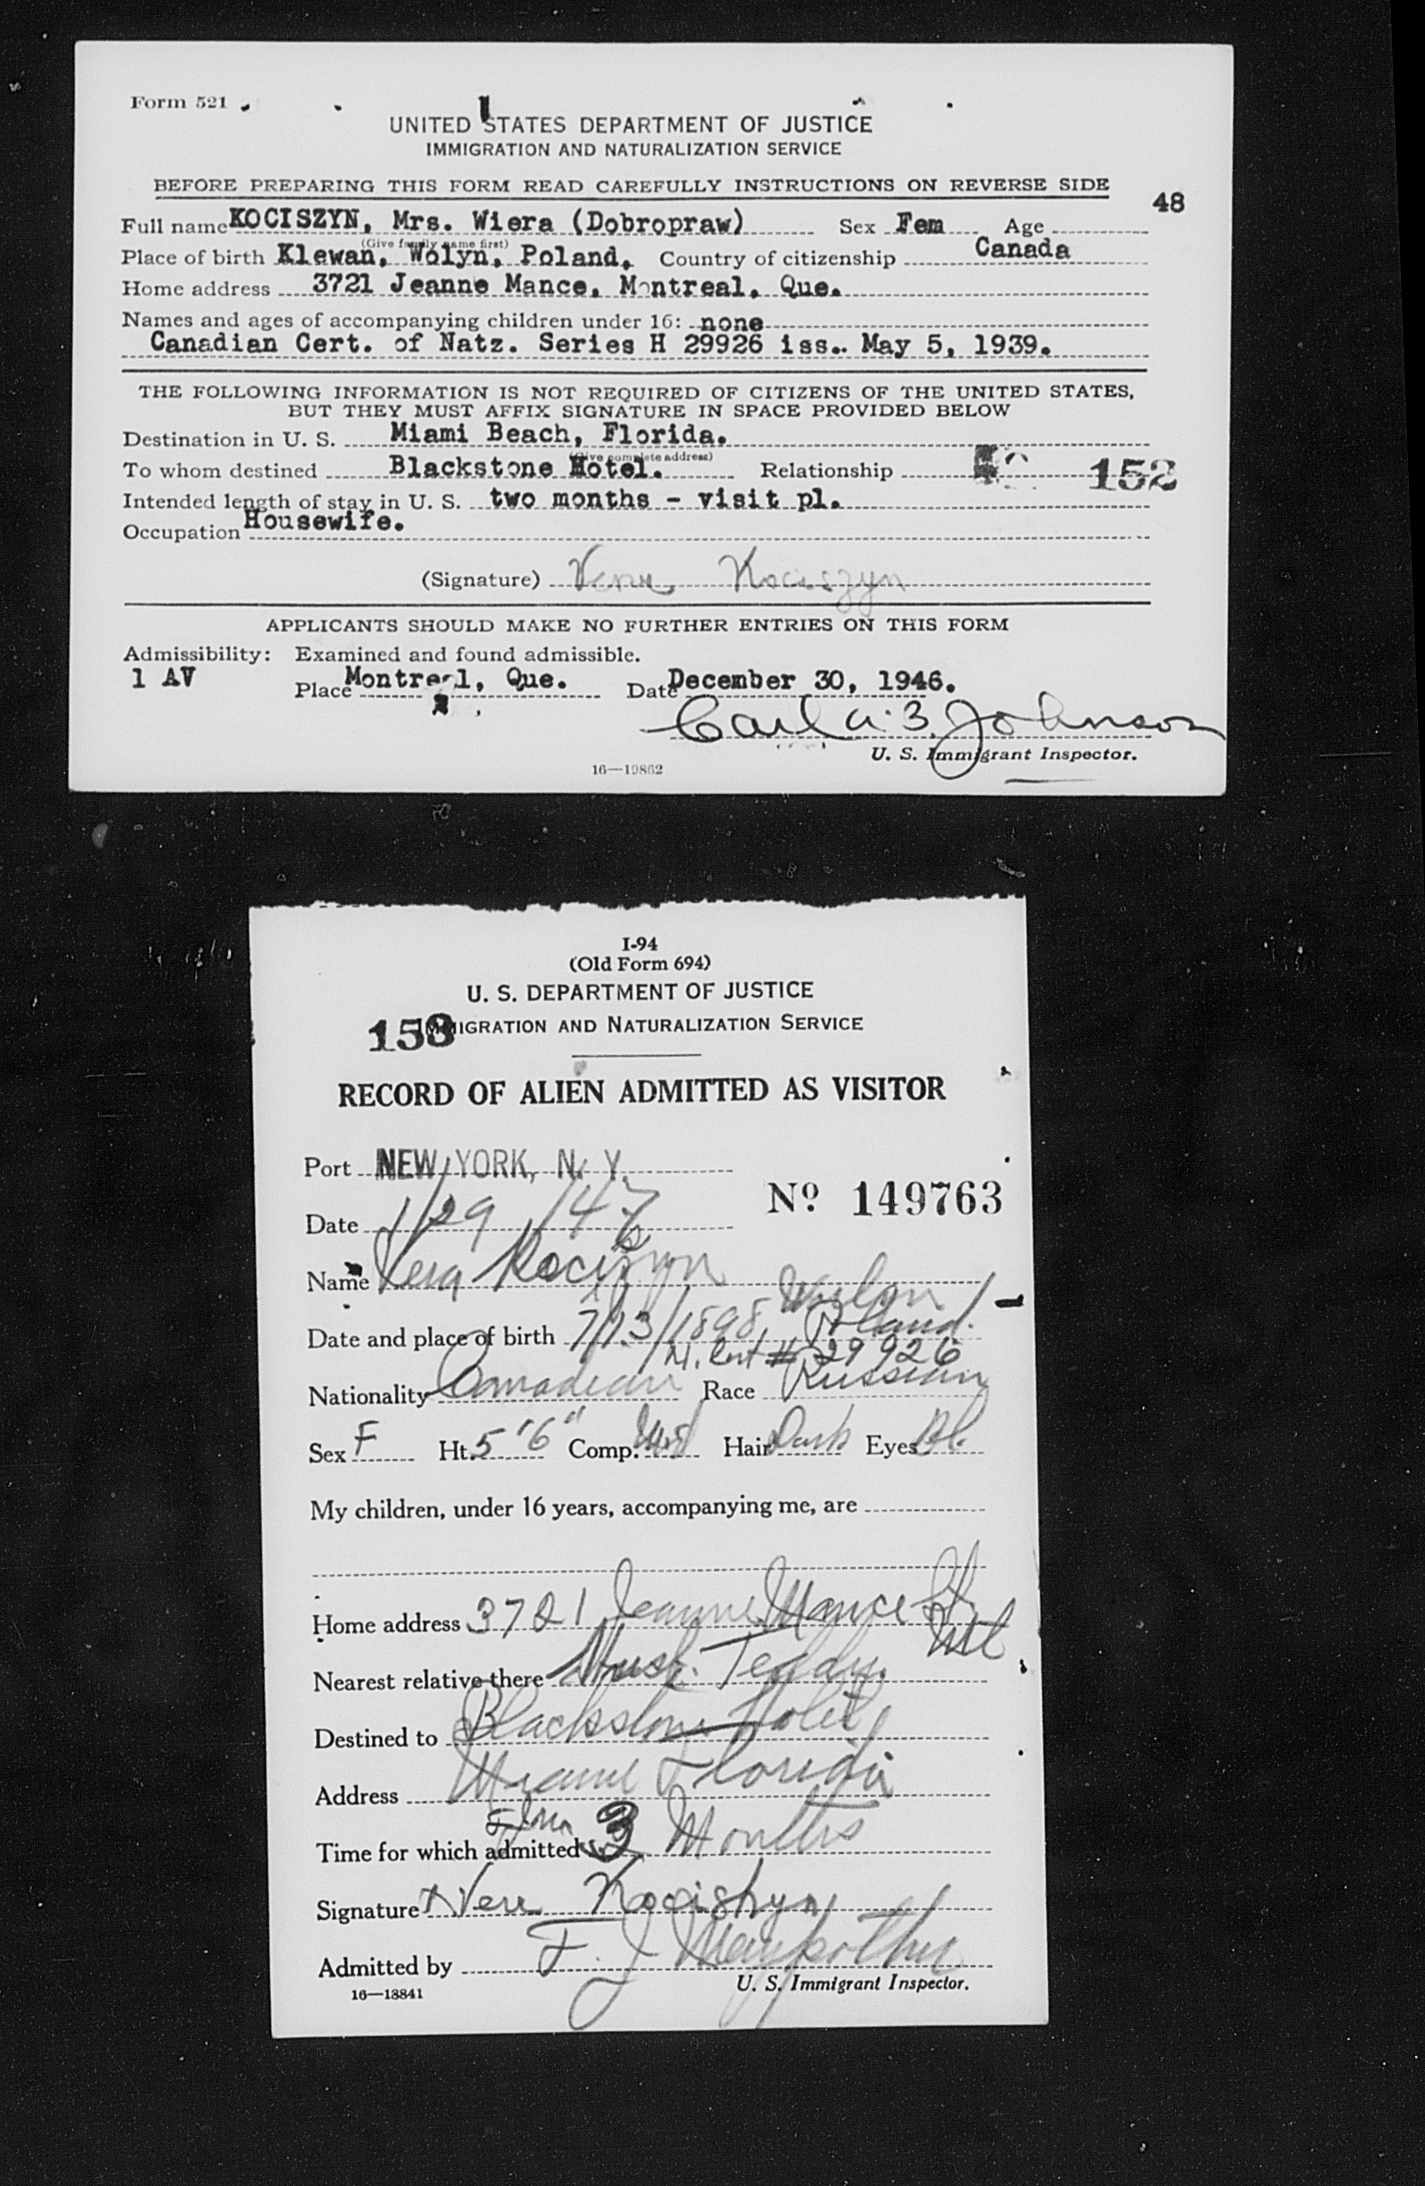 Form 521
UNITED STATES DEPARTMENT OF JUSTICE
IMMIGRATION AND NATURALIZATION SERVICE
BEFORE PREPARING THIS FORM READ CAREFULLY INSTRUCTIONS ON REVERSE SIDE
48
Full name KOCISZYN, Mrs. Wiera (Dobropraw) Sex Fem Age
(Give family name first)
Place of birth Klewan, Wolyn, Poland. Country of citizenship Canada
Home address 3721 Jeanne Mance, Montreal, Que.
Names and ages of accompanying children under 16: none
Canadian Cert. of Natz. Series H 29926 iss.. May 5, 1939.
THE FOLLOWING INFORMATION IS NOT REQUIRED OF CITIZENS OF THE UNITED STATES,
BUT THEY MUST AFFIX SIGNATURE IN SPACE PROVIDED BELOW
Destination in U. S. Miami Beach, Florida.
(Give complete address)
To whom destined Blackstone Hotel. Relationship 152
Intended length of stay in U. S. two months - visit pl.
Occupation Housewife.
(Signature) Vera Kociszyn
APPLICANTS SHOULD MAKE NO FURTHER ENTRIES ON THIS FORM
Admissibility: Examined and found admissible.
1 AV Place Montreal, Que. Date December 30, 1946.
Carl A. B. Johnson
U. S. Immigrant Inspector.
16—19862
I-94
(Old Form 694)
U. S. DEPARTMENT OF JUSTICE
153 IMMIGRATION AND NATURALIZATION SERVICE
RECORD OF ALIEN ADMITTED AS VISITOR
Port NEW YORK, N. Y.
No 149763
Date 1/29/47
Name Vera Kociszyn
Date and place of birth 7/13/1898, Poland.
N. Cert # 29926
Nationality Canadian Race Russian
Sex F Ht. 5'6" Comp. Med Hair Dark Eyes Bl.
My children, under 16 years, accompanying me, are
Home address 3721 Jeanne Mance St
Mtl
Nearest relative there Husb. Teddy.
Destined to Blackstone Hotel,
Address Miami Florida
Time for which admitted 3 Months
Signature x Vera Kocishyn
Admitted by F. J.
U. S. Immigrant Inspector.
16—13841